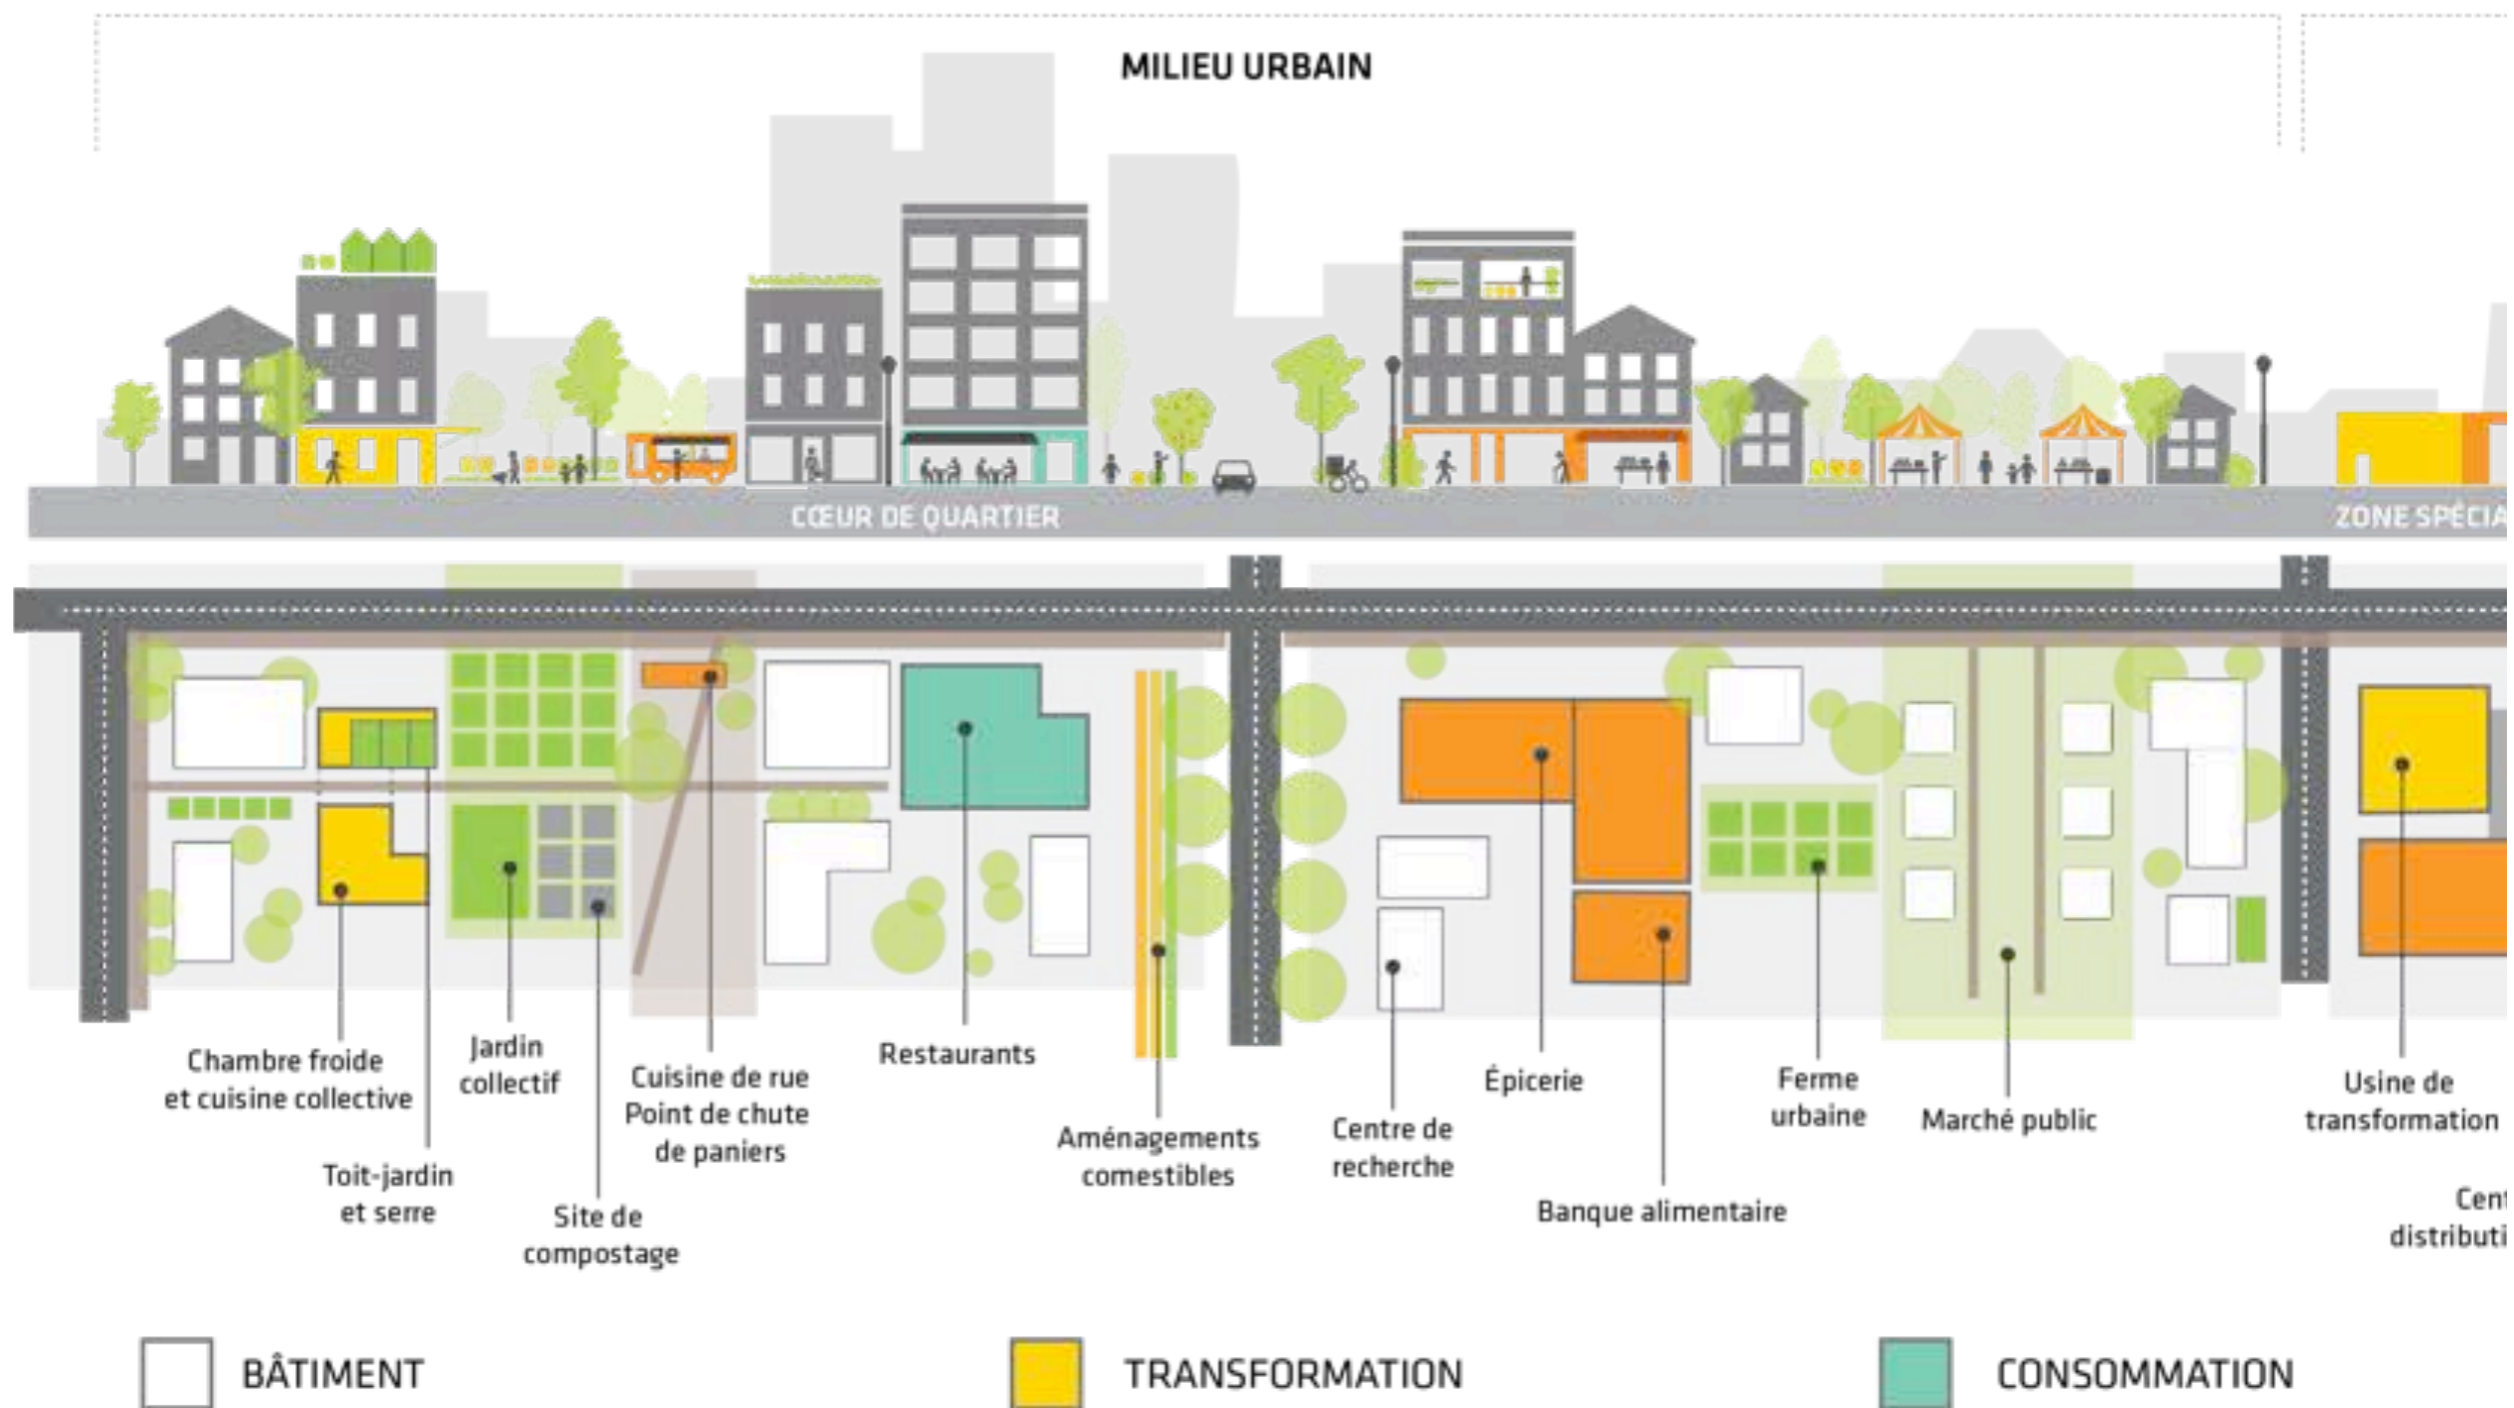 MILIEU URBAIN
CŒUR DE QUARTIER
ZONE
Chambre froide
et cuisine collective
Toit-jardin
et serre
Jardin
collectif
Site de
compostage
Cuisine de rue
Point de chute
de paniers
Restaurants
Aménagements
comestibles
Centre de
recherche
Épicerie
Banque alimentaire
Ferme
urbaine
Marché public
Usine de
transformation
BÂTIMENT
TRANSFORMATION
CONSOMMATION